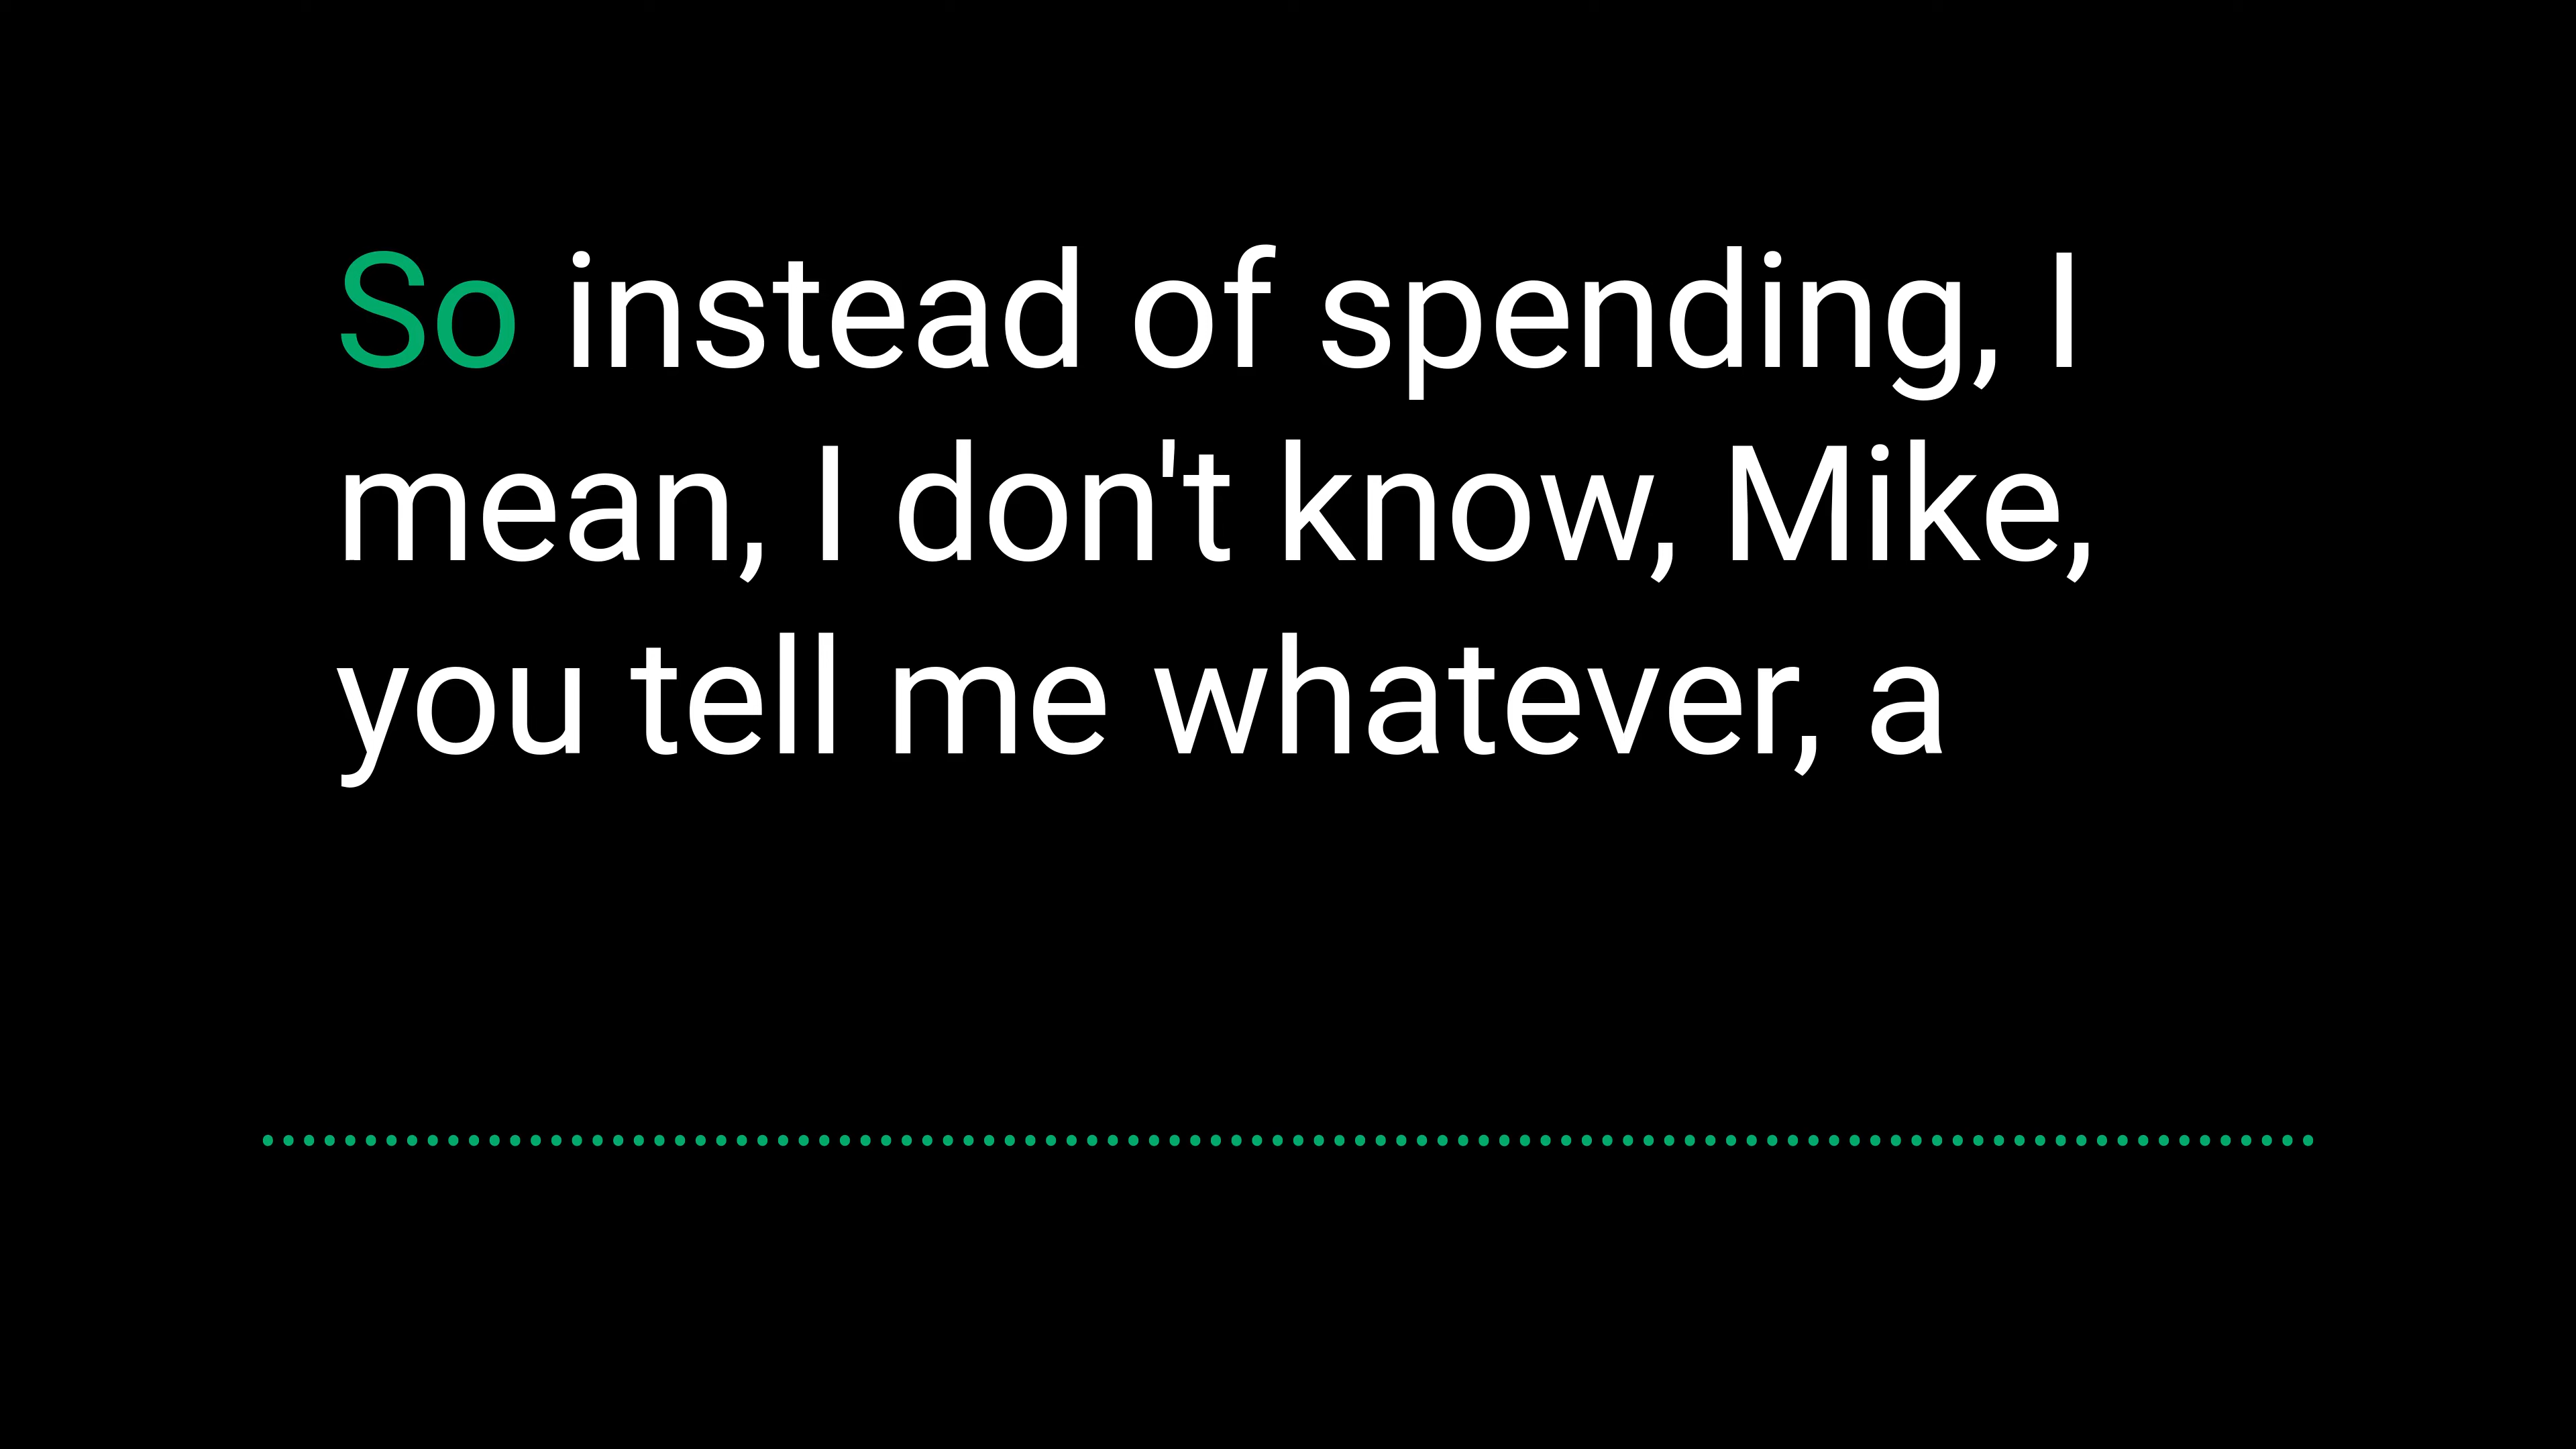 So instead of spending, I
mean, I don't know, Mike,
you tell me whatever, a